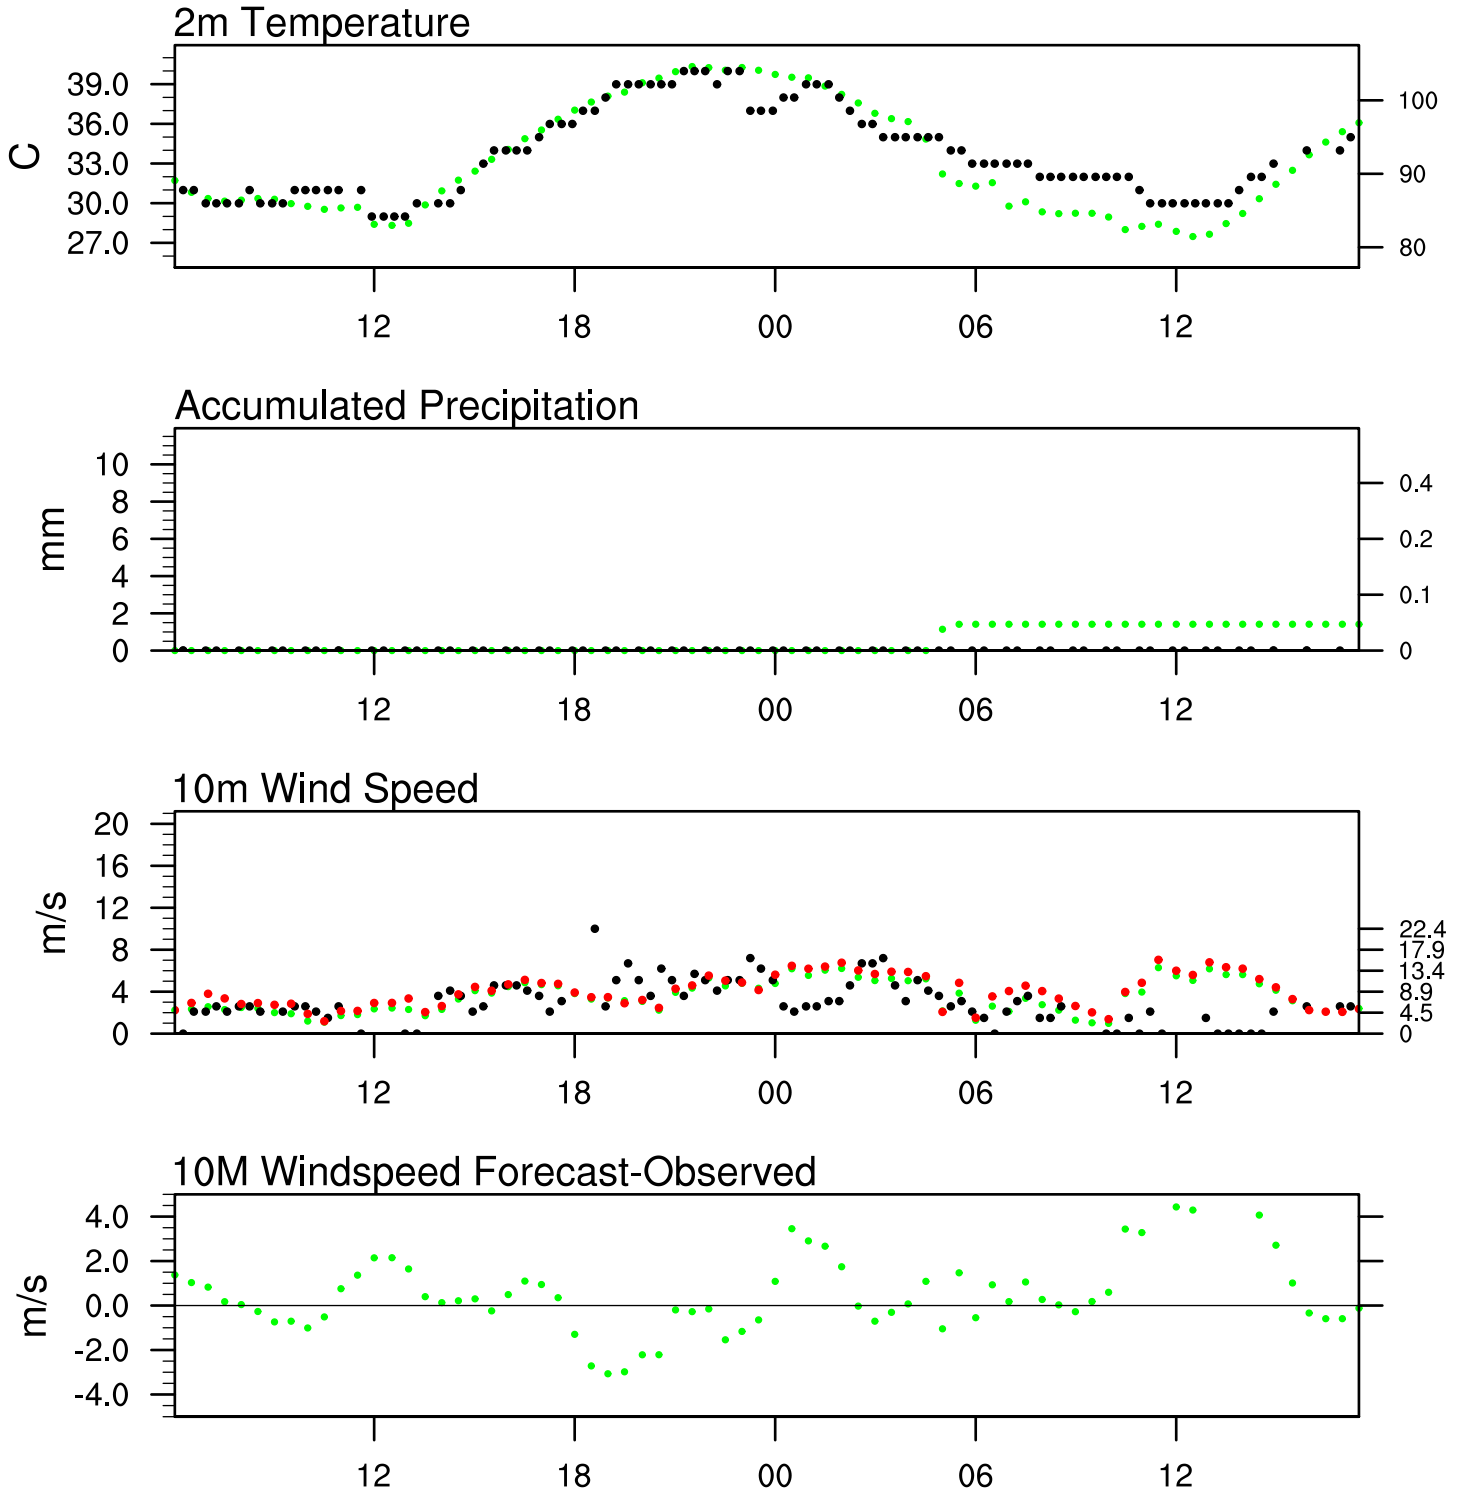 2m Temperature
C
39.0
36.0
33.0
30.0
27.0
100
90
80
12 18 00 06 12
Accumulated Precipitation
mm
10
8
6
4
2
0
0.4
0.2
0.1
0
12 18 00 06 12
10m Wind Speed
m/s
20
16
12
8
4
0
22.4
17.9
13.4
8.9
4.5
0
12 18 00 06 12
10M Windspeed Forecast-Observed
m/s
4.0
2.0
0.0
-2.0
-4.0
12 18 00 06 12